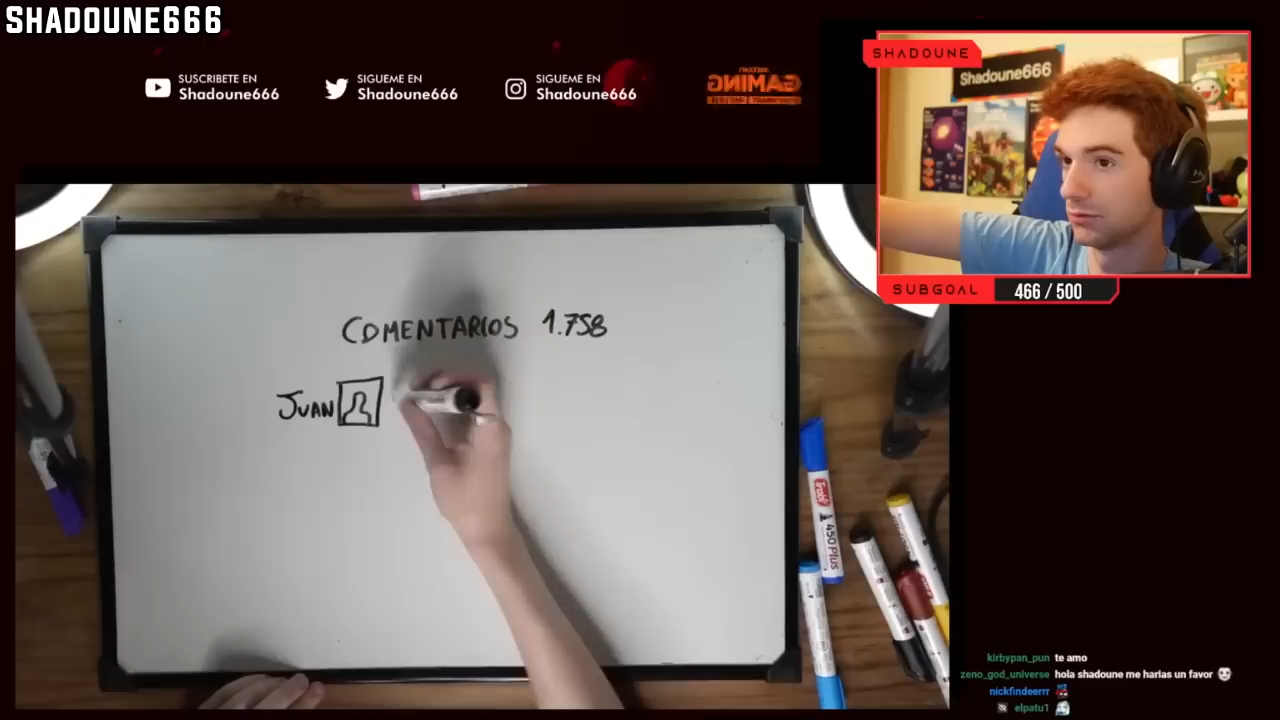 SHADOUNE666
SUSCRIBETE EN
Shadoune666
SIGUEME EN
Shadoune666
SIGUEME EN
Shadoune666
GAMING
SHADOUNE
Shadoune666
SUBGOAL 466 / 500
COMENTARIOS 1.758
JUAN
450 Plus
kirbypan_pun te amo
zeno_god_universe hola shadoune me harias un favor
nickfindeerrr
elpatu1